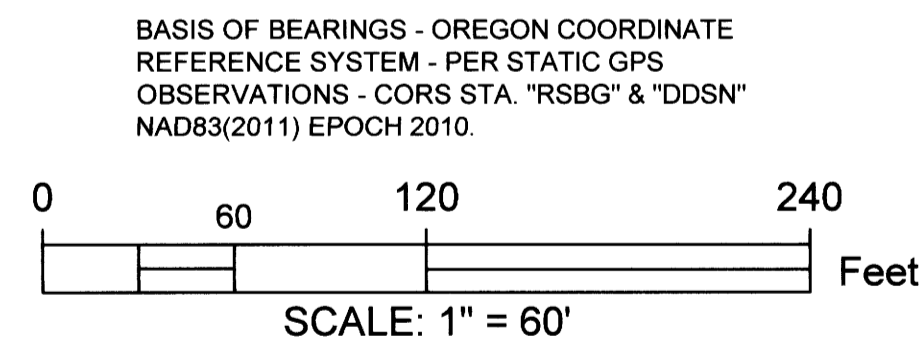 BASIS OF BEARINGS - OREGON COORDINATE
REFERENCE SYSTEM - PER STATIC GPS
OBSERVATIONS - CORS STA. "RSBG" & "DDSN"
NAD83(2011) EPOCH 2010.
0 60 120 240
Feet
SCALE: 1" = 60'